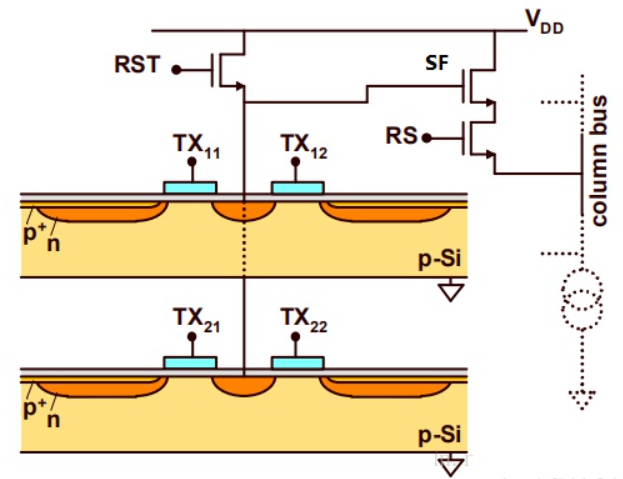 V_DD
RST
SF
TX₁₁
TX₁₂
RS
column bus
p⁺
n
p-Si
TX₂₁
TX₂₂
p⁺
n
p-Si